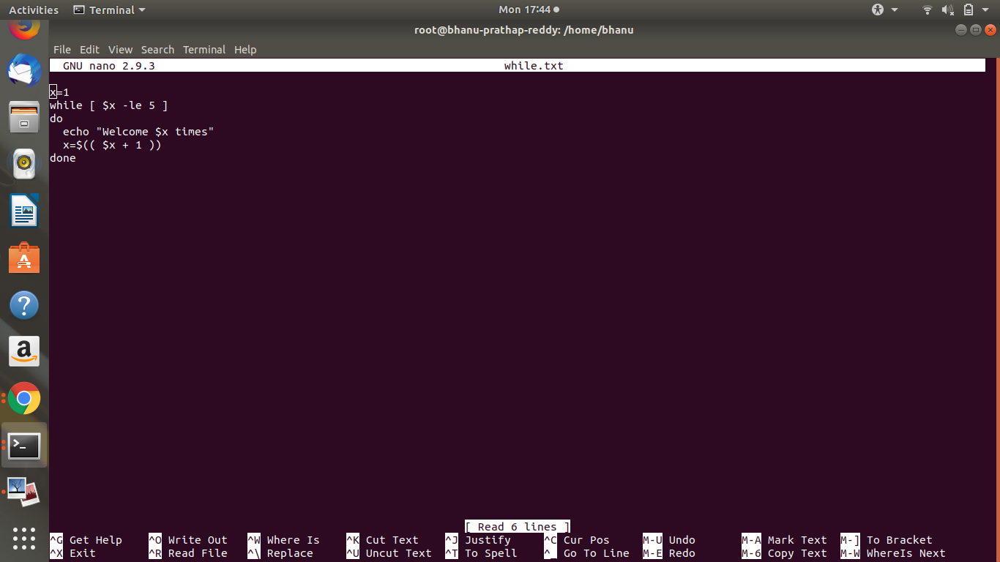 Activities Terminal Mon 17:44
root@bhanu-prathap-reddy: /home/bhanu
File Edit View Search Terminal Help
GNU nano 2.9.3 while.txt
x=1
while [ $x -le 5 ]
do
  echo "Welcome $x times"
  x=$(( $x + 1 ))
done
[ Read 6 lines ]
^G Get Help ^O Write Out ^W Where Is ^K Cut Text ^J Justify ^C Cur Pos M-U Undo M-A Mark Text M-] To Bracket
^X Exit ^R Read File ^\ Replace ^U Uncut Text ^T To Spell ^_ Go To Line M-E Redo M-6 Copy Text M-W WhereIs Next